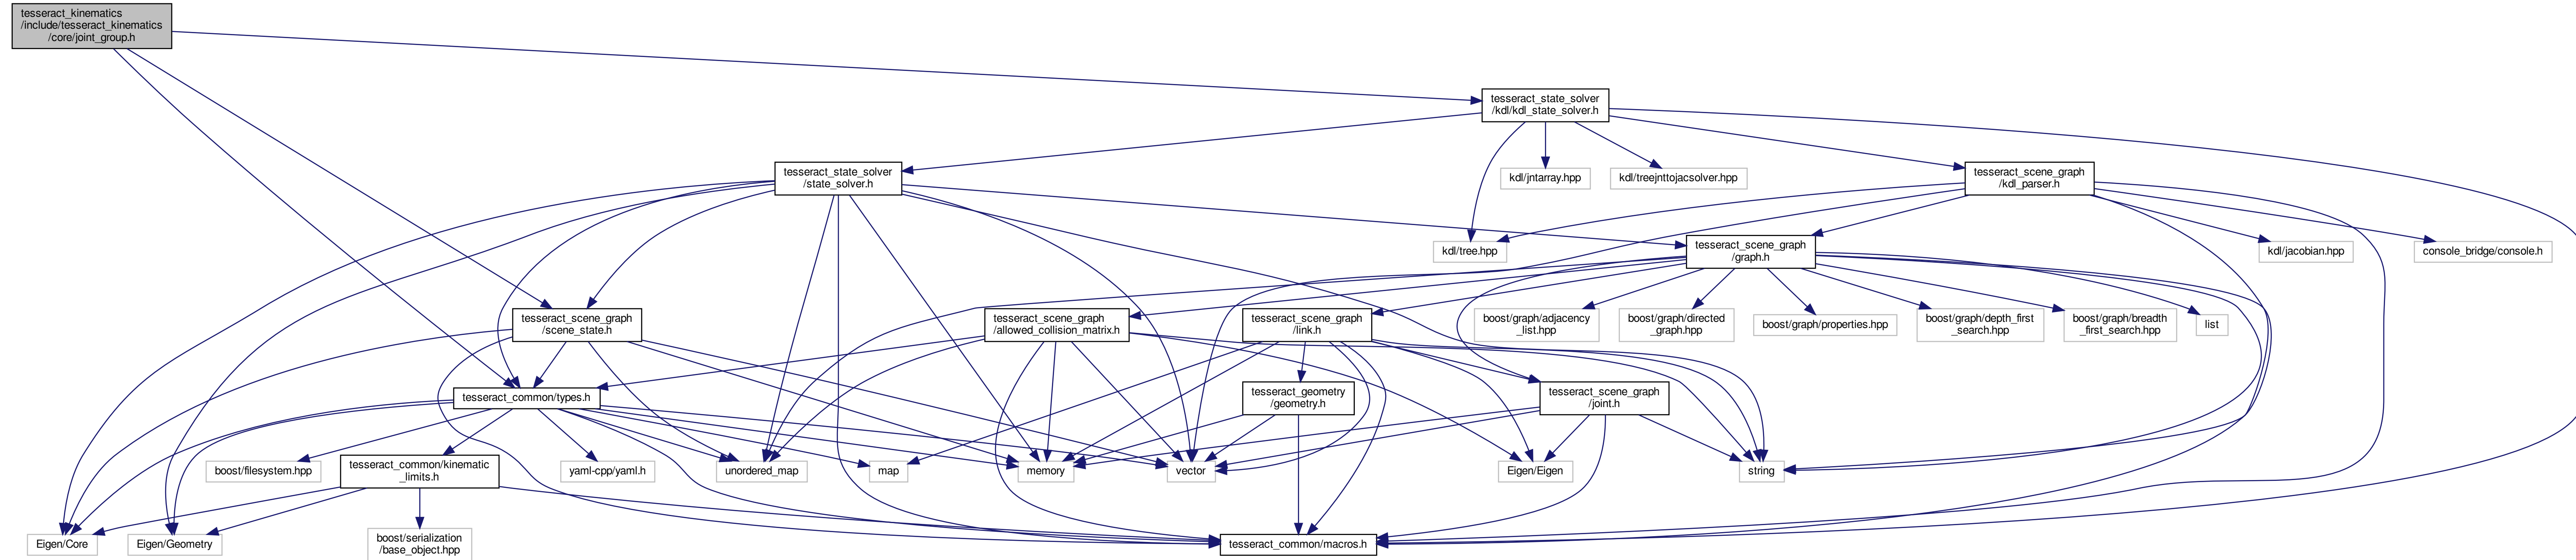 tesseract_kinematics
/include/tesseract_kinematics
/core/joint_group.h
tesseract_state_solver
/kdl/kdl_state_solver.h
tesseract_state_solver
/state_solver.h
kdl/jntarray.hpp
kdl/treejnttojacsolver.hpp
tesseract_scene_graph
/kdl_parser.h
kdl/tree.hpp
tesseract_scene_graph
/graph.h
kdl/jacobian.hpp
console_bridge/console.h
tesseract_scene_graph
/scene_state.h
tesseract_scene_graph
/allowed_collision_matrix.h
tesseract_scene_graph
/link.h
boost/graph/adjacency
_list.hpp
boost/graph/directed
_graph.hpp
boost/graph/properties.hpp
boost/graph/depth_first
_search.hpp
boost/graph/breadth
_first_search.hpp
list
tesseract_common/types.h
tesseract_geometry
/geometry.h
tesseract_scene_graph
/joint.h
boost/filesystem.hpp
tesseract_common/kinematic
_limits.h
yaml-cpp/yaml.h
unordered_map
map
memory
vector
Eigen/Eigen
string
Eigen/Core
Eigen/Geometry
boost/serialization
/base_object.hpp
tesseract_common/macros.h